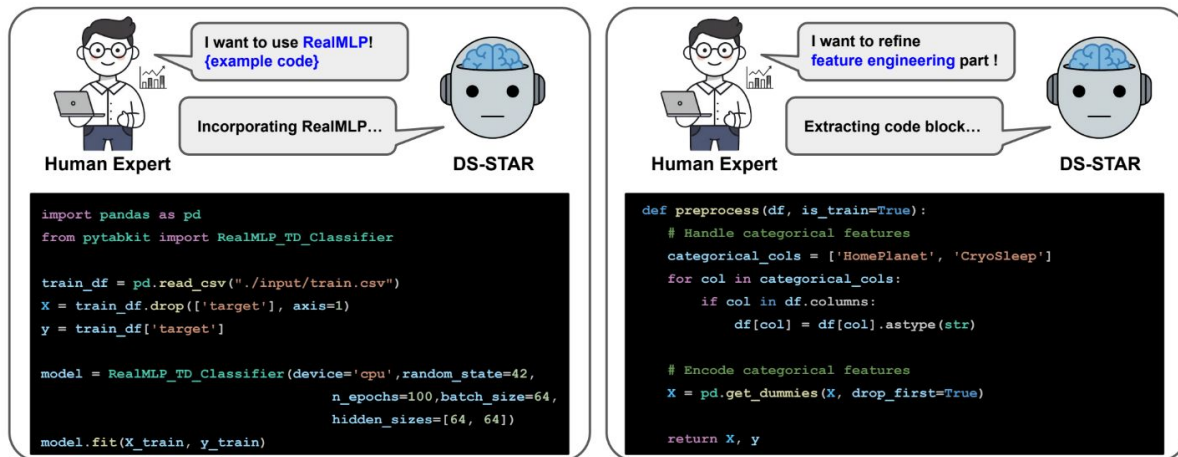 I want to use RealMLP!
{example code}
Incorporating RealMLP...
Human Expert
DS-STAR
import pandas as pd
from pytabkit import RealMLP_TD_Classifier
train_df = pd.read_csv("./input/train.csv")
X = train_df.drop(['target'], axis=1)
y = train_df['target']
model = RealMLP_TD_Classifier(device='cpu',random_state=42,
n_epochs=100,batch_size=64,
hidden_sizes=[64, 64])
model.fit(X_train, y_train)
I want to refine
feature engineering part !
Extracting code block...
Human Expert
DS-STAR
def preprocess(df, is_train=True):
# Handle categorical features
categorical_cols = ['HomePlanet', 'CryoSleep']
for col in categorical_cols:
if col in df.columns:
df[col] = df[col].astype(str)
# Encode categorical features
X = pd.get_dummies(X, drop_first=True)
return X, y